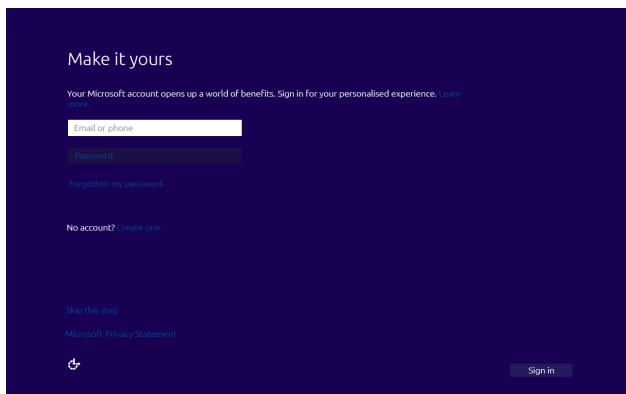 Make it yours
Your Microsoft account opens up a world of benefits. Sign in for your personalised experience. Learn
more.
Email or phone
Password
Forgotten my password
No account? Create one.
Skip this step
Microsoft Privacy Statement
Sign in